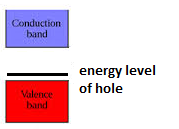 Conduction
band
energy level
of hole
Valence
band